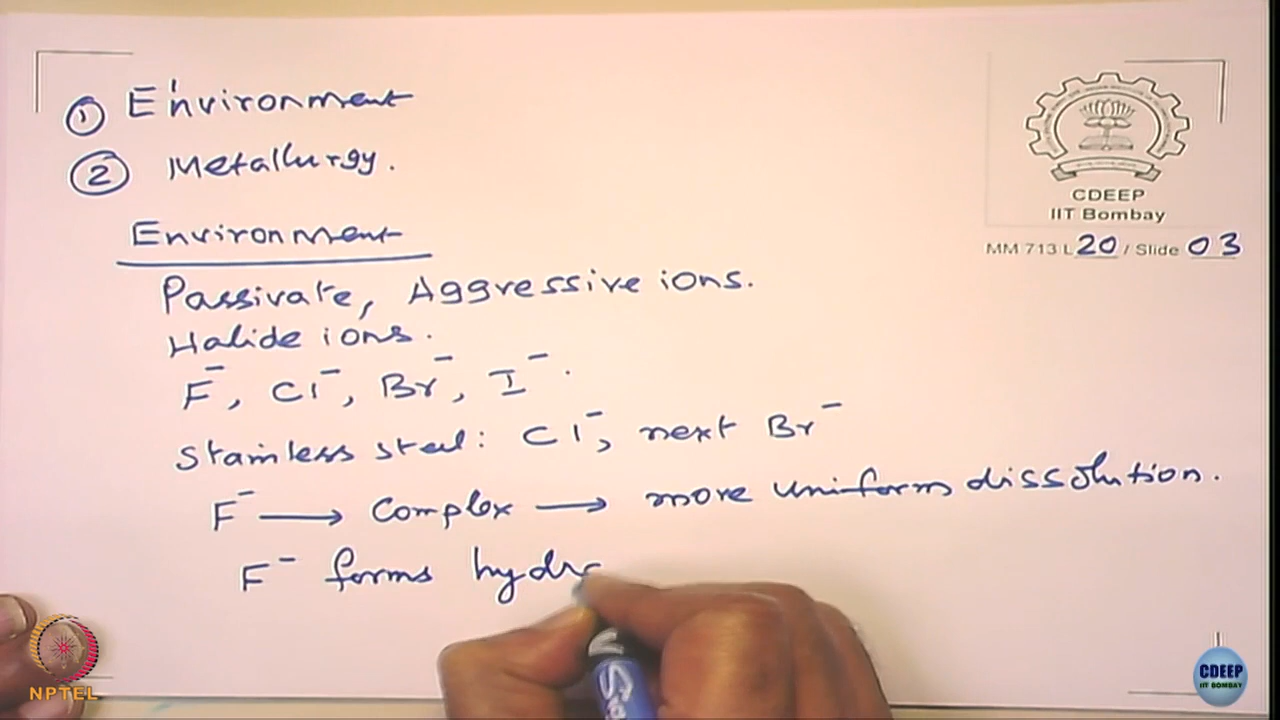 ① Environment
② Metallurgy.
CDEEP
IIT Bombay
MM 713 L 20 / Slide 03
Environment
Passivate, Aggressive ions.
Halide ions.
F⁻, Cl⁻, Br⁻, I⁻.
Stainless steel: Cl⁻, next Br⁻
F⁻ → Complex → more uniform dissolution.
F⁻ forms hydro
NPTEL
CDEEP
IIT BOMBAY